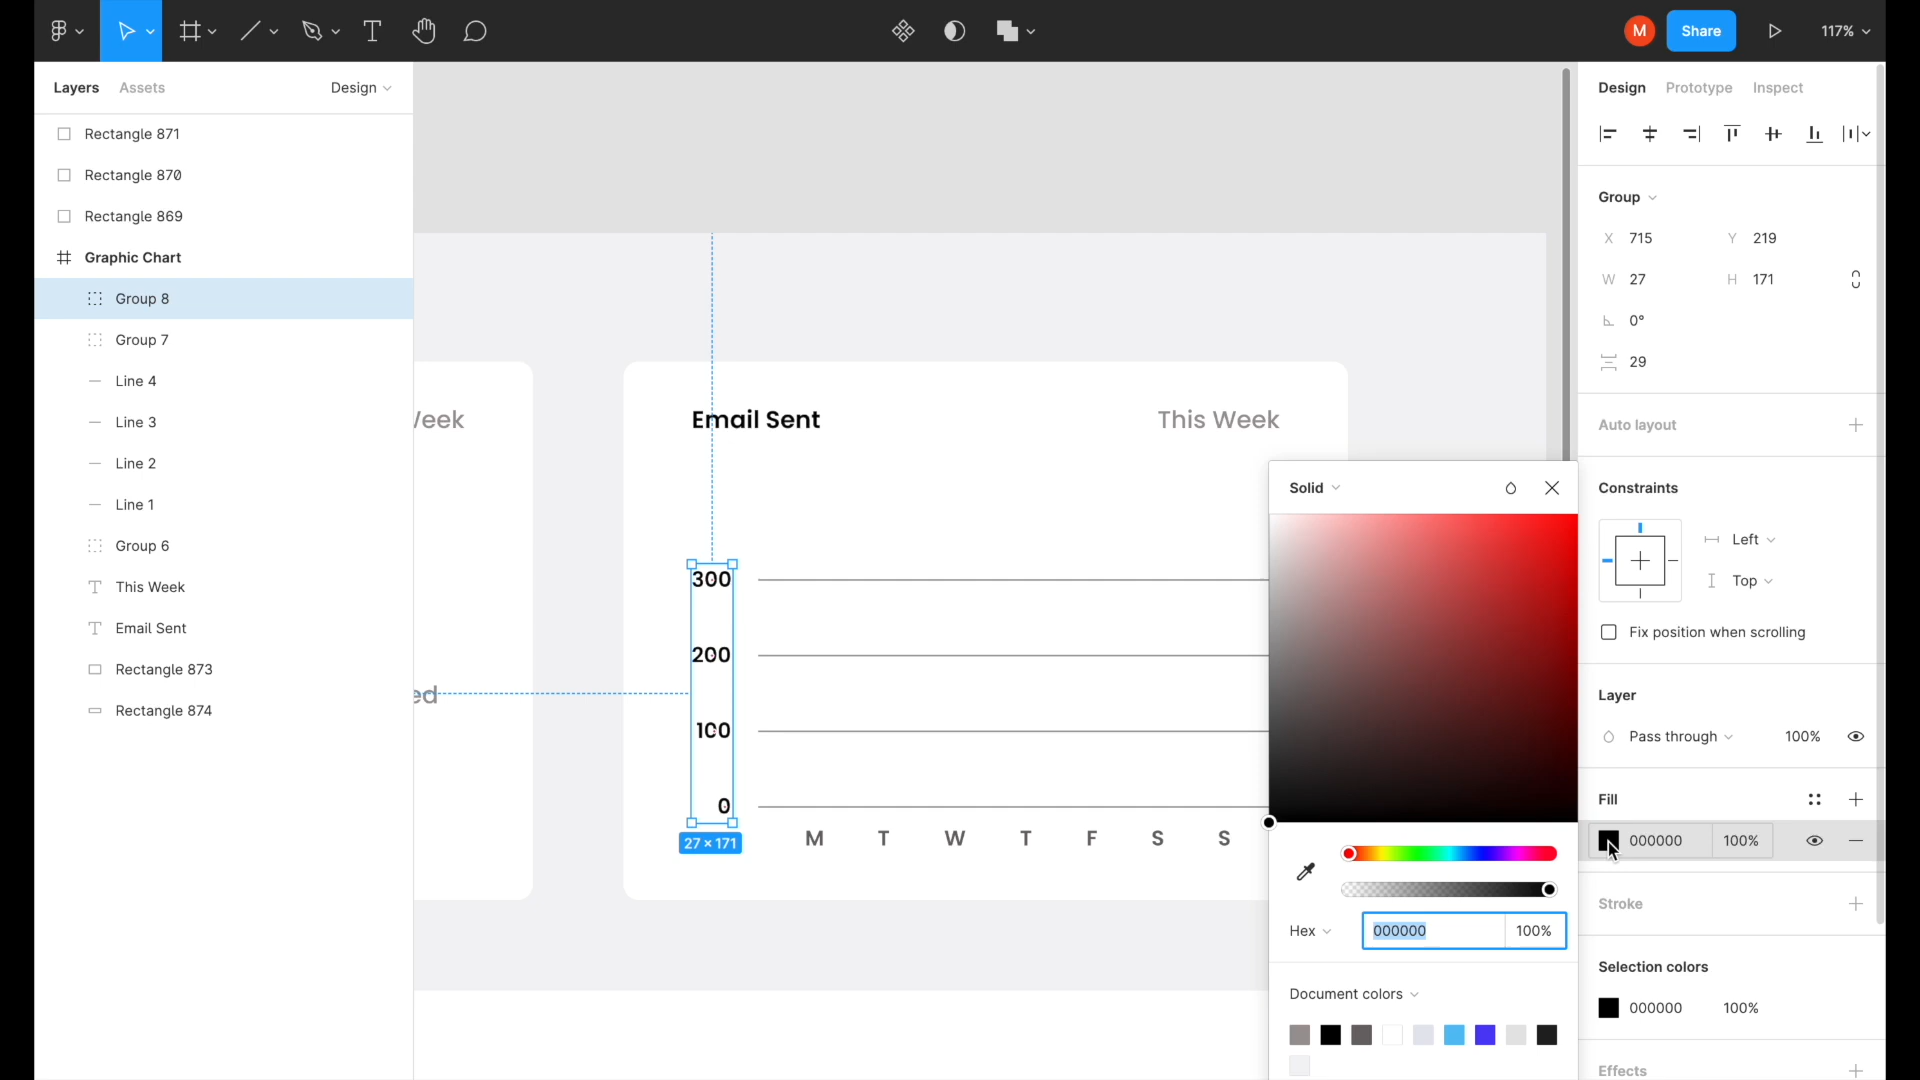 M
Share
117%
Layers
Assets
Design
Design
Prototype
Inspect
Rectangle 871
Rectangle 870
Rectangle 869
Graphic Chart
Group 8
Group 7
Line 4
Line 3
Line 2
Line 1
Group 6
This Week
Email Sent
Rectangle 873
Rectangle 874
Week
ed
Email Sent
This Week
300
200
100
0
M T W T F S S
27 × 171
Solid
Hex
000000
100%
Document colors
Group
X 715
Y 219
W 27
H 171
0°
29
Auto layout
Constraints
Left
Top
Fix position when scrolling
Layer
Pass through
100%
Fill
000000
100%
Stroke
Selection colors
000000
100%
Effects